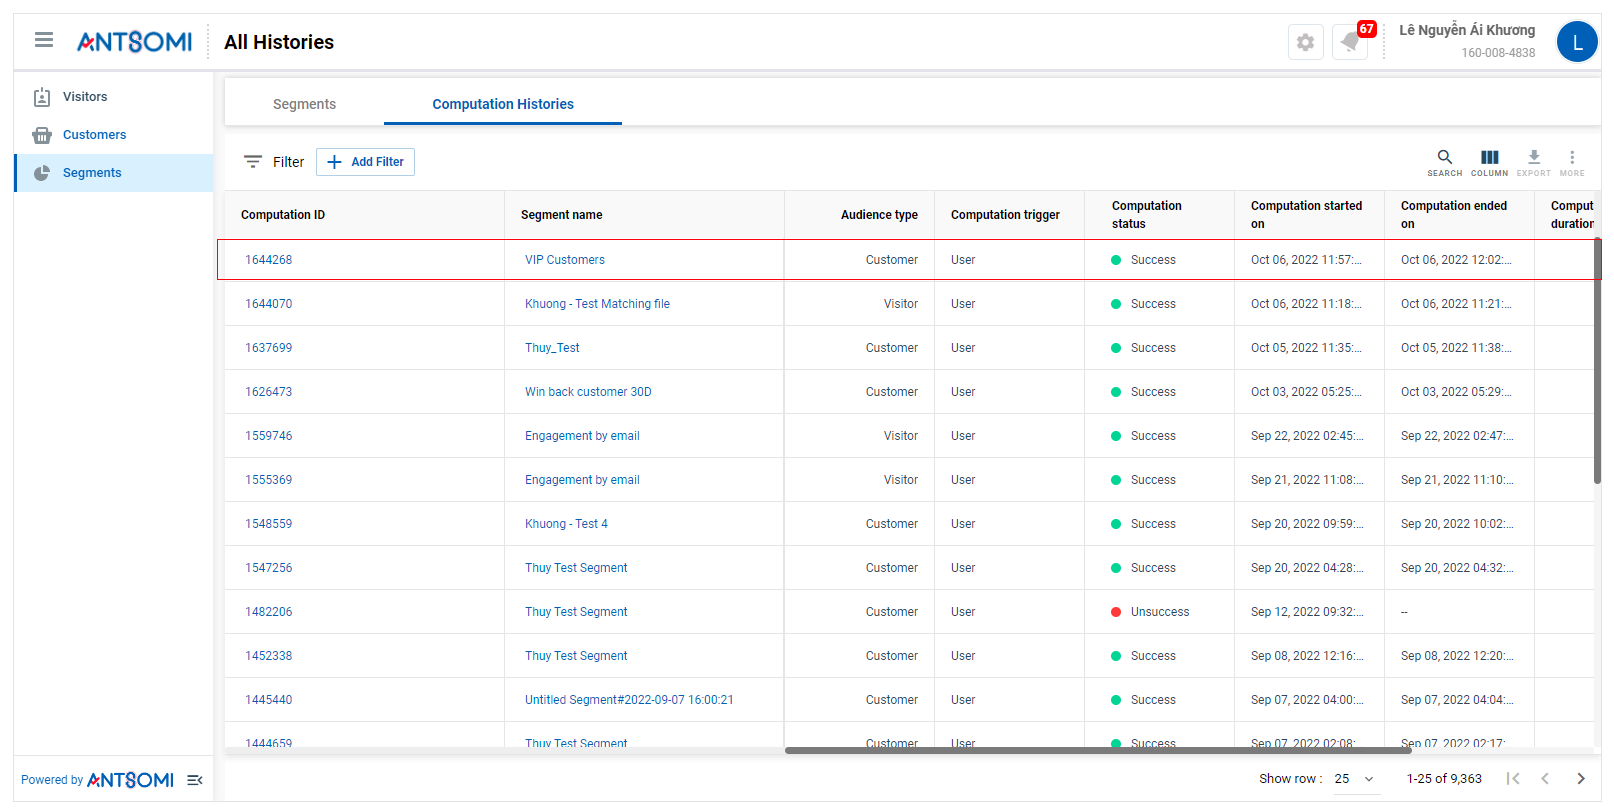 ANTSOMI
All Histories
67
Lê Nguyễn Ái Khương
160-008-4838
L
Visitors
Customers
Segments
Segments
Computation Histories
Filter
Add Filter
SEARCH
COLUMN
EXPORT
MORE
Computation ID
Segment name
Audience type
Computation trigger
Computation
status
Computation started
on
Computation ended
on
Comput
duration
1644268 VIP Customers Customer User Success Oct 06, 2022 11:57:... Oct 06, 2022 12:02:...
1644070 Khuong - Test Matching file Visitor User Success Oct 06, 2022 11:18:... Oct 06, 2022 11:21:...
1637699 Thuy_Test Customer User Success Oct 05, 2022 11:35:... Oct 05, 2022 11:38:...
1626473 Win back customer 30D Customer User Success Oct 03, 2022 05:25:... Oct 03, 2022 05:29:...
1559746 Engagement by email Visitor User Success Sep 22, 2022 02:45:... Sep 22, 2022 02:47:...
1555369 Engagement by email Visitor User Success Sep 21, 2022 11:08:... Sep 21, 2022 11:10:...
1548559 Khuong - Test 4 Customer User Success Sep 20, 2022 09:59:... Sep 20, 2022 10:02:...
1547256 Thuy Test Segment Customer User Success Sep 20, 2022 04:28:... Sep 20, 2022 04:32:...
1482206 Thuy Test Segment Customer User Unsuccess Sep 12, 2022 09:32:... --
1452338 Thuy Test Segment Customer User Success Sep 08, 2022 12:16:... Sep 08, 2022 12:20:...
1445440 Untitled Segment#2022-09-07 16:00:21 Customer User Success Sep 07, 2022 04:00:... Sep 07, 2022 04:04:...
1444659 Thuy Test Segment Customer User Success Sep 07, 2022 02:08:... Sep 07, 2022 02:17:...
Powered by ANTSOMI
Show row : 25
1-25 of 9,363